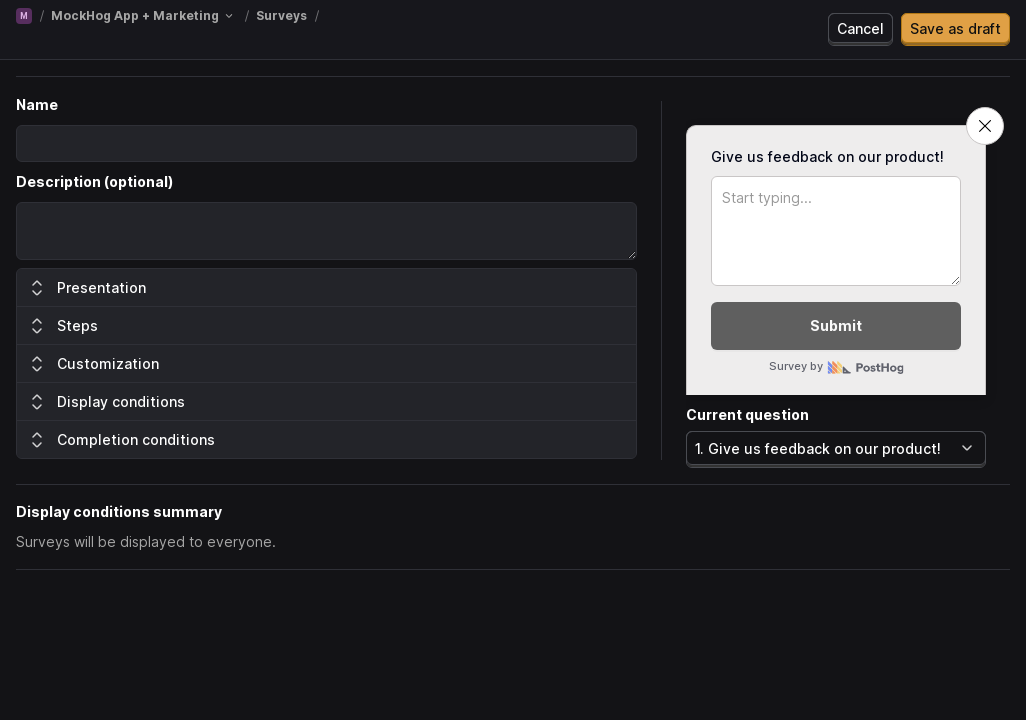 M / MockHog App + Marketing / Surveys /
Cancel
Save as draft
Name
Description (optional)
Presentation
Steps
Customization
Display conditions
Completion conditions
Give us feedback on our product!
Start typing...
Submit
Survey by PostHog
Current question
1. Give us feedback on our product!
Display conditions summary
Surveys will be displayed to everyone.